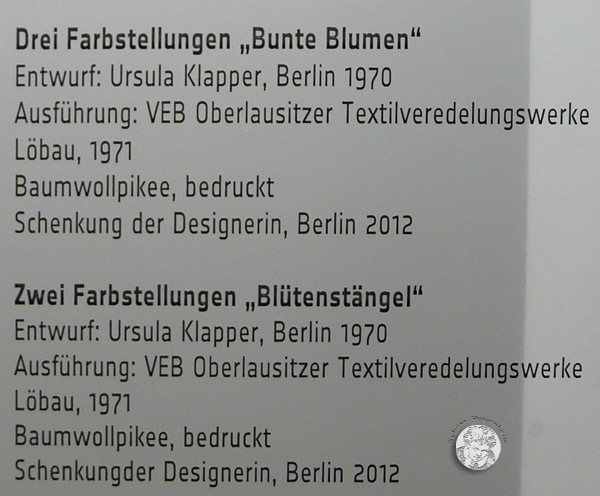 Drei Farbstellungen „Bunte Blumen“
Entwurf: Ursula Klapper, Berlin 1970
Ausführung: VEB Oberlausitzer Textilveredelungswerke
Löbau, 1971
Baumwollpikee, bedruckt
Schenkung der Designerin, Berlin 2012
Zwei Farbstellungen „Blütenstängel“
Entwurf: Ursula Klapper, Berlin 1970
Ausführung: VEB Oberlausitzer Textilveredelungswerke
Löbau, 1971
Baumwollpikee, bedruckt
Schenkungder Designerin, Berlin 2012